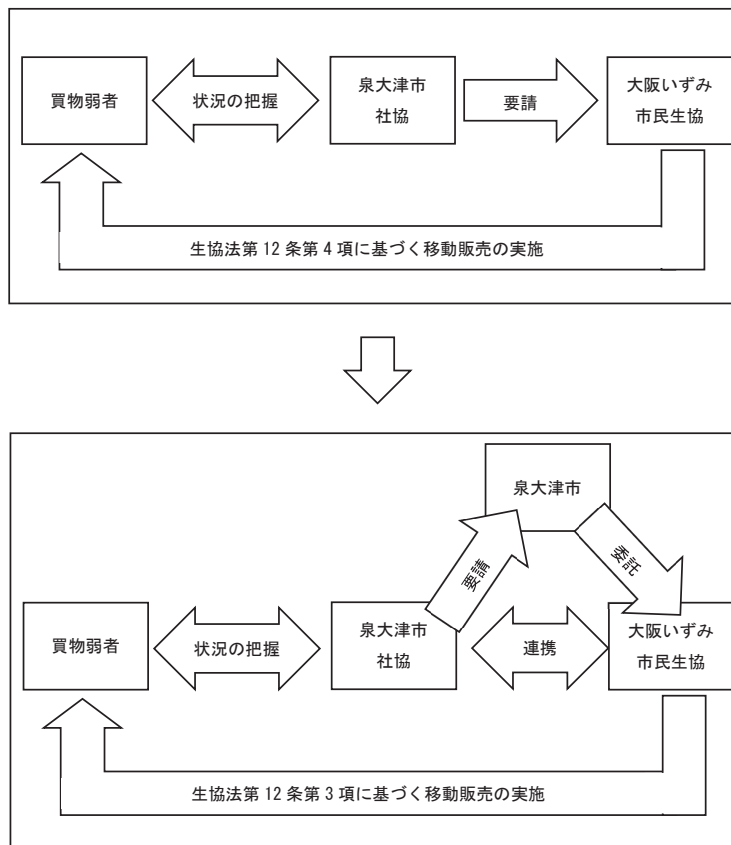 買物弱者
状況の把握
泉大津市
社協
要請
大阪いずみ
市民生協
生協法第 12 条第 4 項に基づく移動販売の実施
泉大津市
要請
委託
買物弱者
状況の把握
泉大津市
社協
連携
大阪いずみ
市民生協
生協法第 12 条第 3 項に基づく移動販売の実施